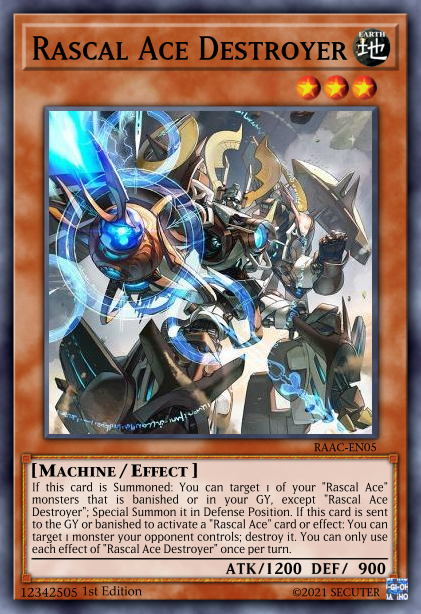 Rascal Ace Destroyer
EARTH
地
RAAC-EN05
[Machine / Effect ]
If this card is Summoned: You can target 1 of your "Rascal Ace"
monsters that is banished or in your GY, except "Rascal Ace
Destroyer"; Special Summon it in Defense Position. If this card is sent
to the GY or banished to activate a "Rascal Ace" card or effect: You can
target 1 monster your opponent controls; destroy it. You can only use
each effect of "Rascal Ace Destroyer" once per turn.
ATK/1200 DEF/ 900
12342505 1st Edition
©2021 SECUTER